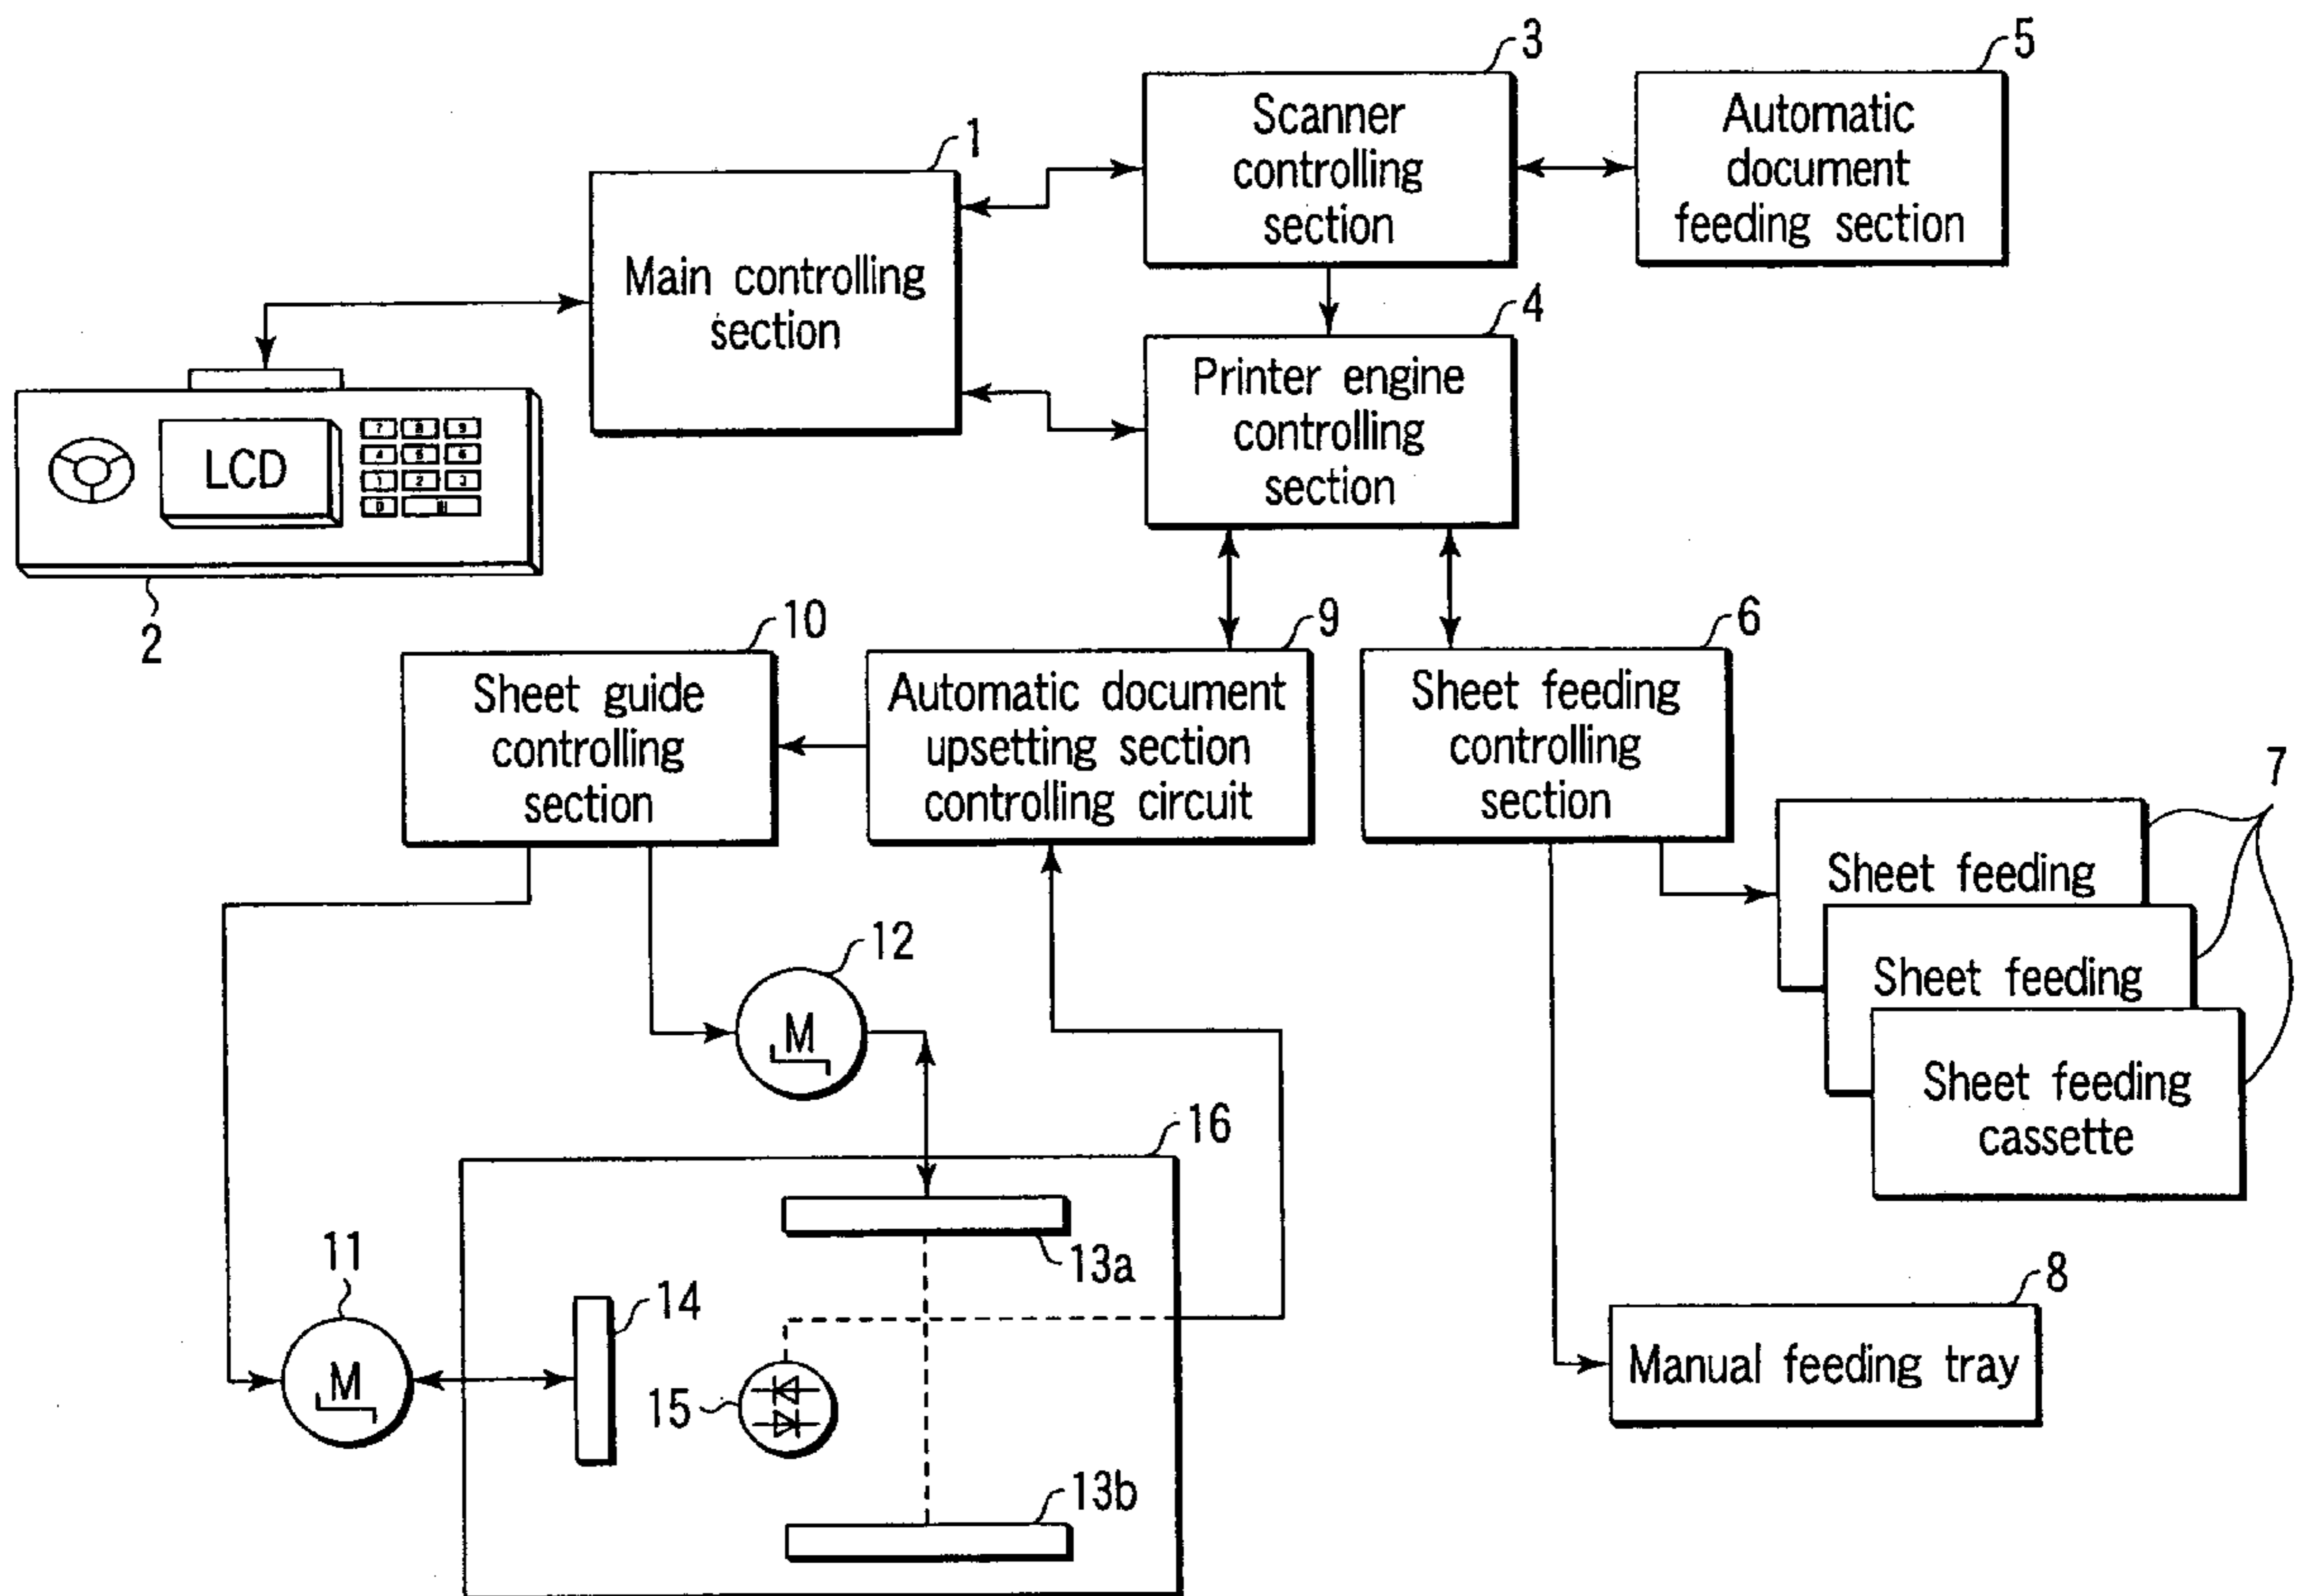 3
Scanner
controlling
section
5
Automatic
document
feeding section
1
Main controlling
section
4
Printer engine
controlling
section
LCD
7 8 9
4 5 6
1 2 3
0
2
10
Sheet guide
controlling
section
9
Automatic document
upsetting section
controlling circuit
6
Sheet feeding
controlling
section
7
Sheet feeding
Sheet feeding
Sheet feeding
cassette
12
M
16
13a
11
M
14
15
13b
8
Manual feeding tray